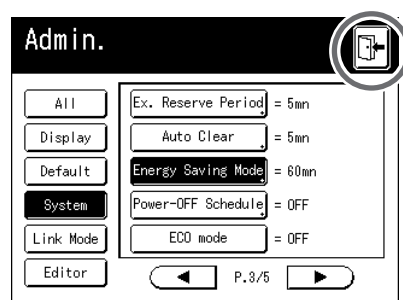 Admin.
All
Ex. Reserve Period = 5mn
Display
Auto Clear = 5mn
Default
Energy Saving Mode = 60mn
System
Power-OFF Schedule = OFF
Link Mode
ECO mode = OFF
Editor
P.3/5